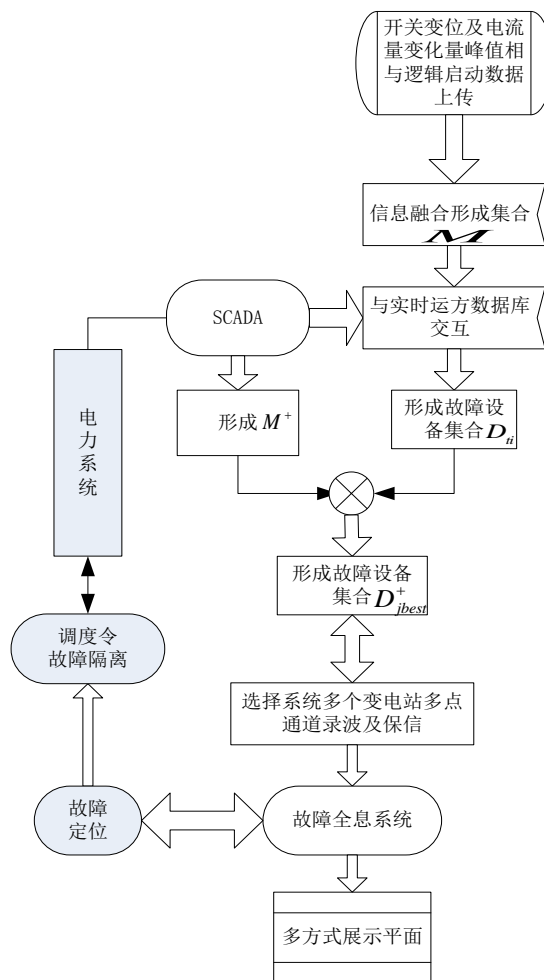 开关变位及电流
量变化量峰值相
与逻辑启动数据
上传
信息融合形成集合
M
SCADA
与实时运方数据库
交互
电
力
系
统
形成 M⁺
形成故障设
备集合 D_{ti}
形成故障设备
集合 D⁺_{jbest}
调度令
故障隔离
选择系统多个变电站多点
通道录波及保信
故障
定位
故障全息系统
多方式展示平面